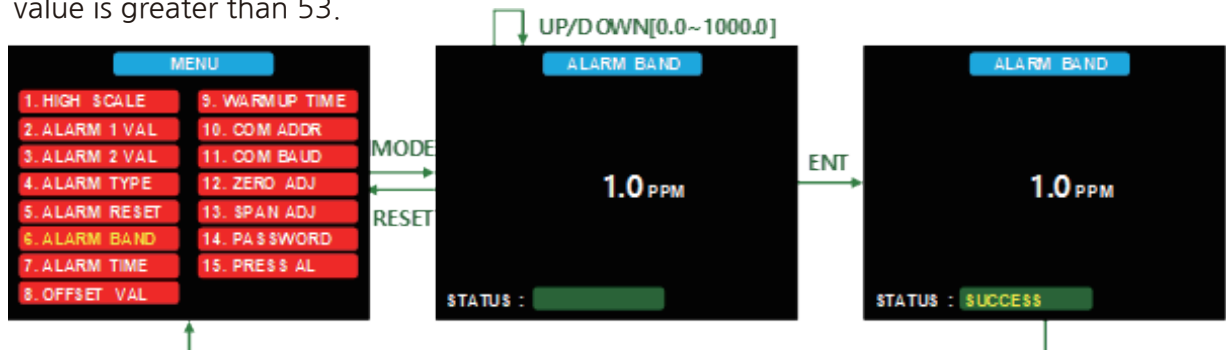 value is greater than 53.
UP/DOWN[0.0~1000.0]
MENU
1. HIGH SCALE
2. ALARM 1 VAL
3. ALARM 2 VAL
4. ALARM TYPE
5. ALARM RESET
6. ALARM BAND
7. ALARM TIME
8. OFFSET VAL
9. WARMUP TIME
10. COM ADDR
11. COM BAUD
12. ZERO ADJ
13. SPAN ADJ
14. PASSWORD
15. PRESS AL
MODE
RESET
ALARM BAND
1.0 PPM
STATUS :
ENT
ALARM BAND
1.0 PPM
STATUS : SUCCESS